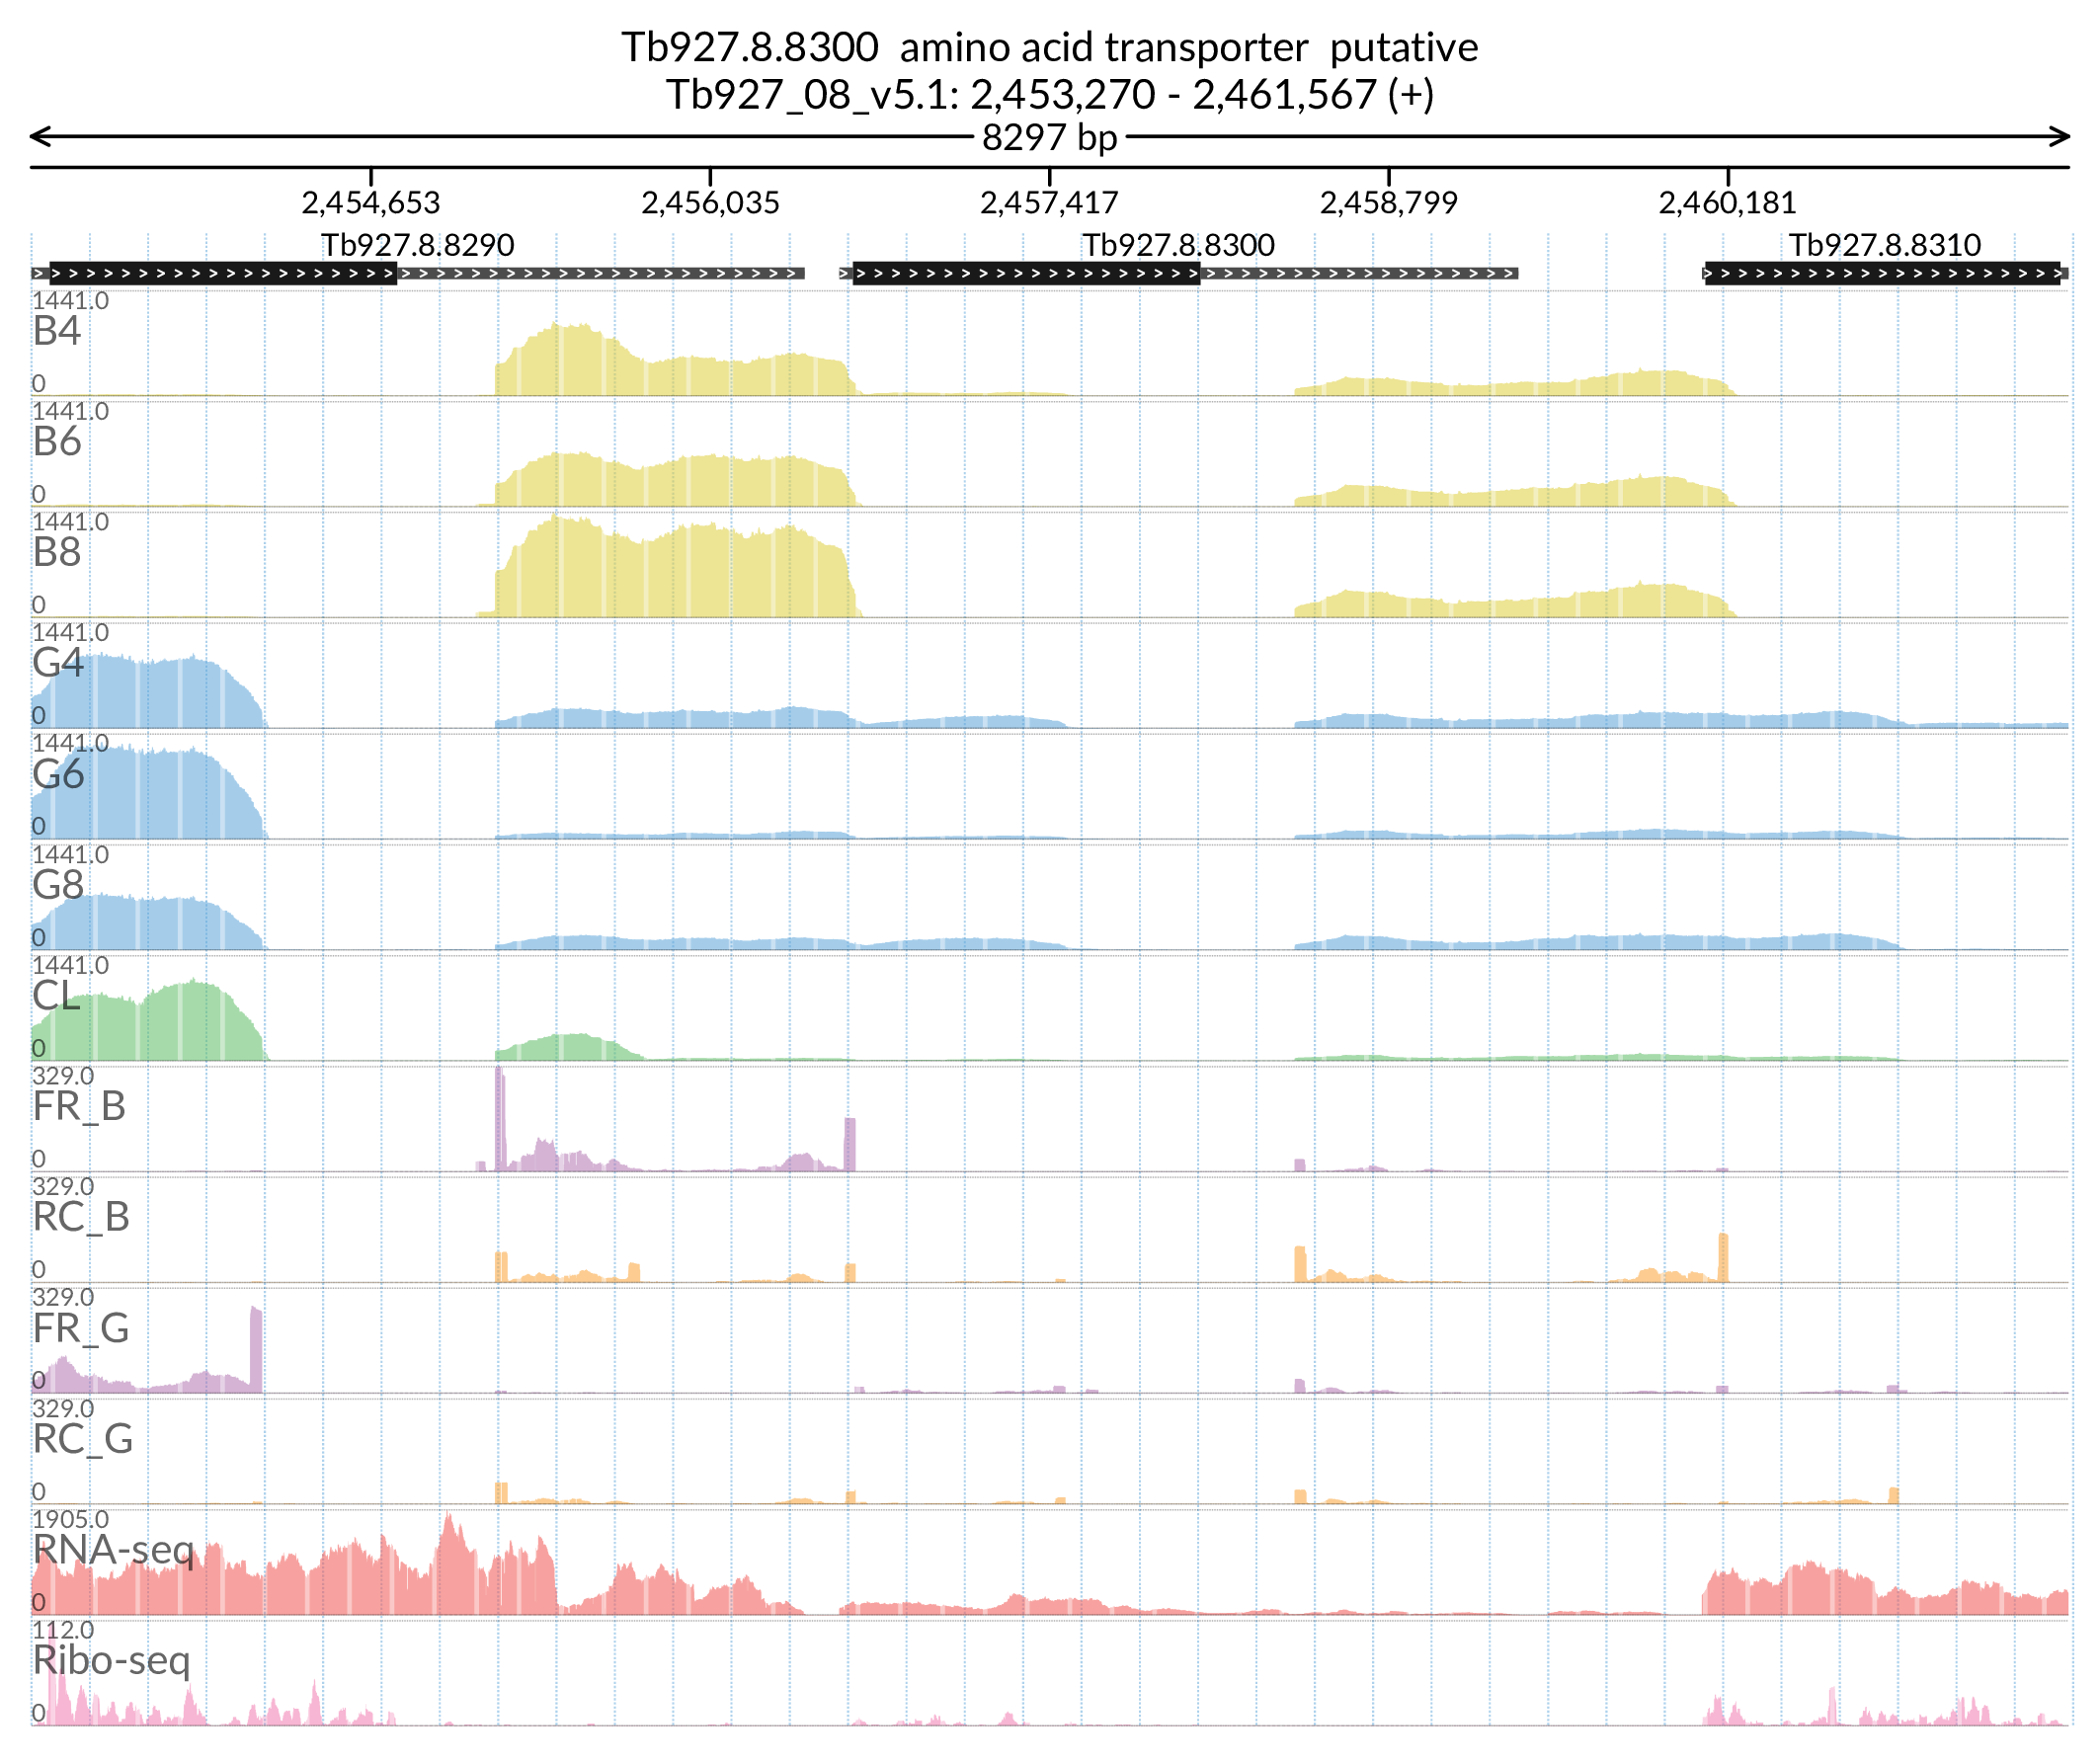 Tb927.8.8300 amino acid transporter putative
Tb927_08_v5.1: 2,453,270 - 2,461,567 (+)
8297 bp
2,454,653 2,456,035 2,457,417 2,458,799 2,460,181
Tb927.8.8290 Tb927.8.8300 Tb927.8.8310
1441.0
B4
0
1441.0
B6
0
1441.0
B8
0
1441.0
G4
0
1441.0
G6
0
1441.0
G8
0
1441.0
CL
0
329.0
FR_B
0
329.0
RC_B
0
329.0
FR_G
0
329.0
RC_G
0
1905.0
RNA-seq
0
112.0
Ribo-seq
0